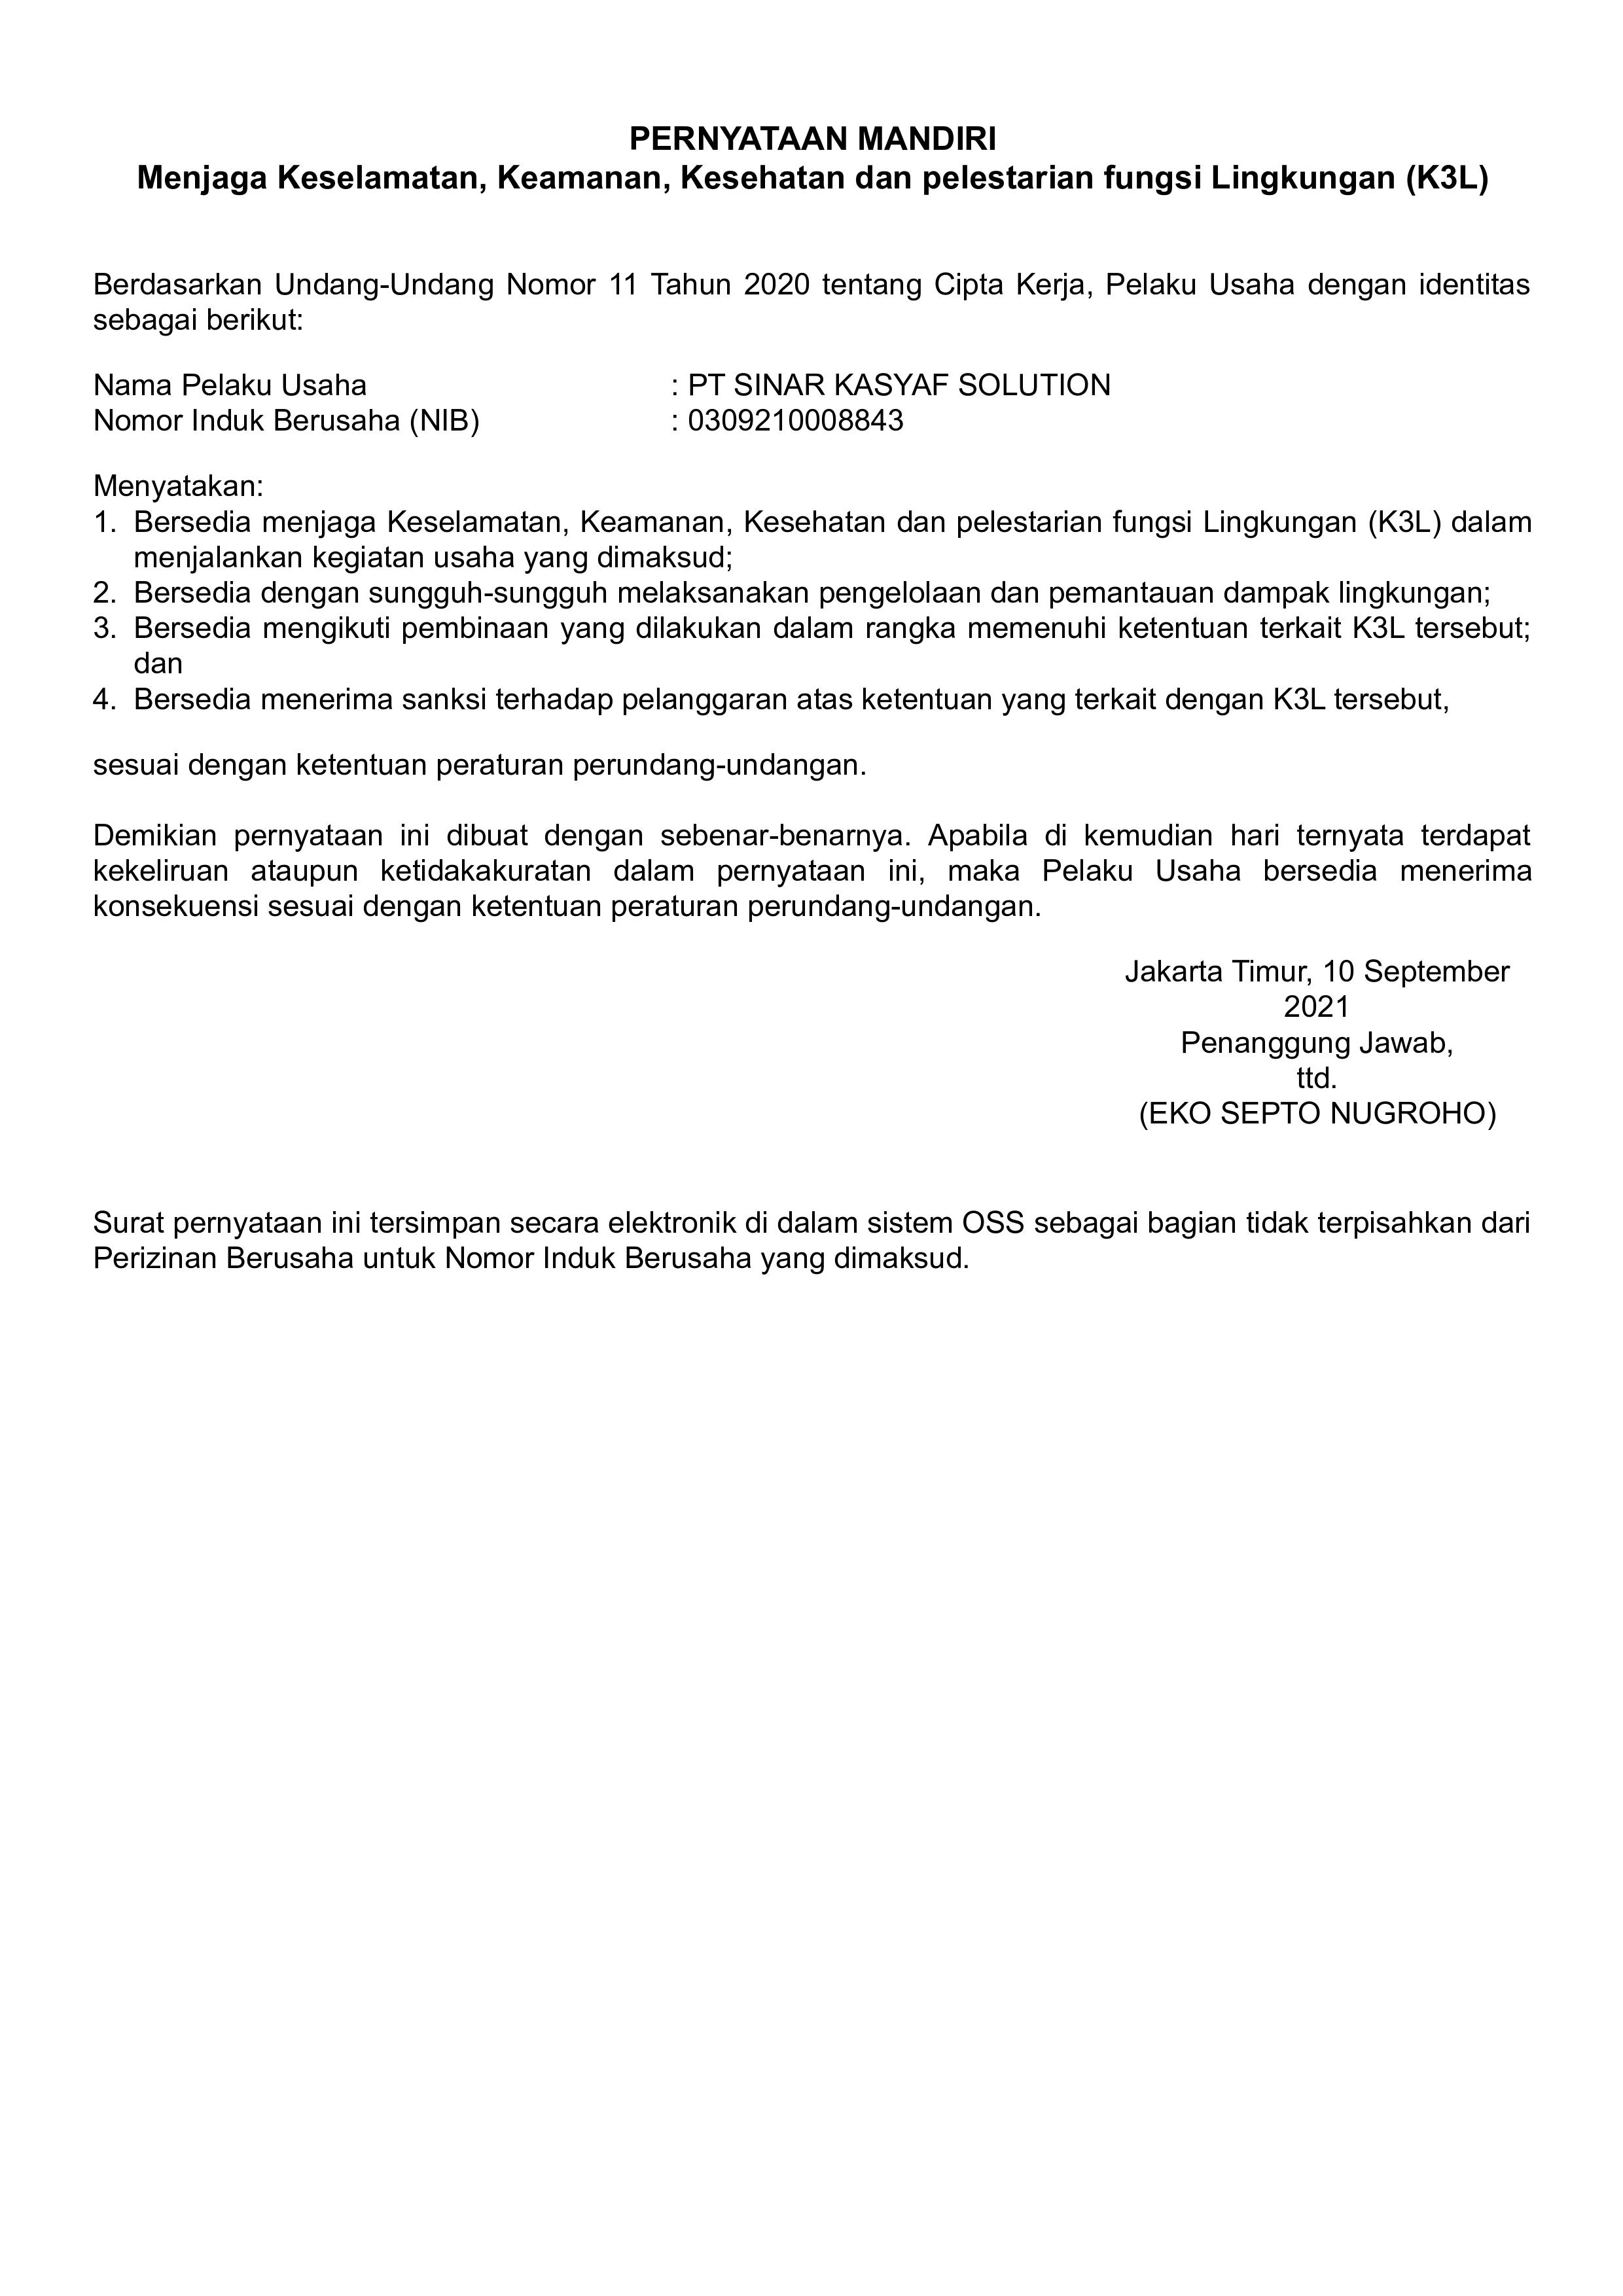 PERNYATAAN MANDIRI
Menjaga Keselamatan, Keamanan, Kesehatan dan pelestarian fungsi Lingkungan (K3L)
Berdasarkan Undang-Undang Nomor 11 Tahun 2020 tentang Cipta Kerja, Pelaku Usaha dengan identitas
sebagai berikut:
Nama Pelaku Usaha : PT SINAR KASYAF SOLUTION
Nomor Induk Berusaha (NIB) : 0309210008843
Menyatakan:
1. Bersedia menjaga Keselamatan, Keamanan, Kesehatan dan pelestarian fungsi Lingkungan (K3L) dalam
menjalankan kegiatan usaha yang dimaksud;
2. Bersedia dengan sungguh-sungguh melaksanakan pengelolaan dan pemantauan dampak lingkungan;
3. Bersedia mengikuti pembinaan yang dilakukan dalam rangka memenuhi ketentuan terkait K3L tersebut;
dan
4. Bersedia menerima sanksi terhadap pelanggaran atas ketentuan yang terkait dengan K3L tersebut,
sesuai dengan ketentuan peraturan perundang-undangan.
Demikian pernyataan ini dibuat dengan sebenar-benarnya. Apabila di kemudian hari ternyata terdapat
kekeliruan ataupun ketidakakuratan dalam pernyataan ini, maka Pelaku Usaha bersedia menerima
konsekuensi sesuai dengan ketentuan peraturan perundang-undangan.
Jakarta Timur, 10 September
2021
Penanggung Jawab,
ttd.
(EKO SEPTO NUGROHO)
Surat pernyataan ini tersimpan secara elektronik di dalam sistem OSS sebagai bagian tidak terpisahkan dari
Perizinan Berusaha untuk Nomor Induk Berusaha yang dimaksud.